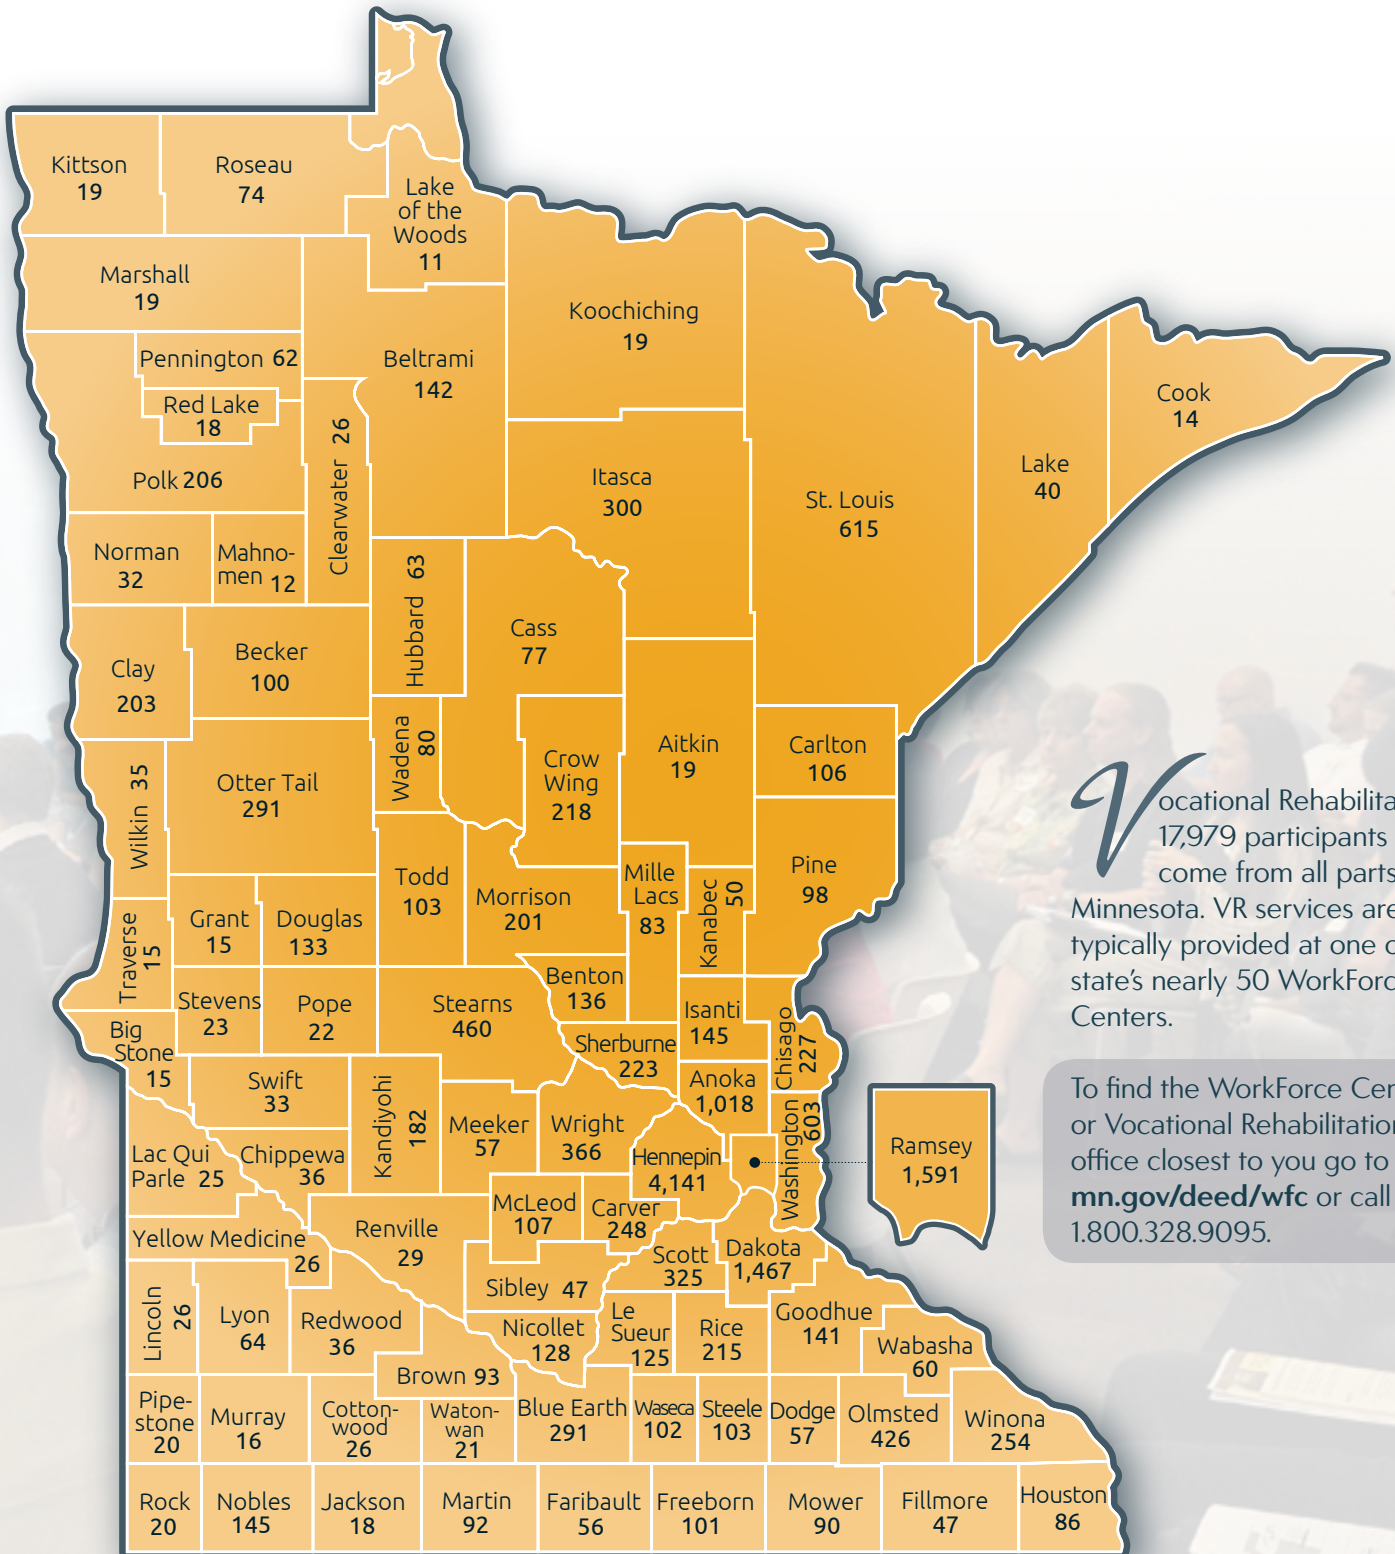 Kittson
19
Roseau
74
Lake
of the
Woods
11
Marshall
19
Koochiching
19
Pennington 62
Beltrami
142
Red Lake
18
Cook
14
Clearwater 26
Polk 206
Itasca
300
Lake
40
St. Louis
615
Norman
32
Mahno-
men 12
Hubbard 63
Cass
77
Clay
203
Becker
100
Wadena
80
Crow
Wing
218
Aitkin
19
Carlton
106
Wilkin 35
Otter Tail
291
Todd
103
Morrison
201
Mille
Lacs
83
Kanabec
50
Pine
98
Traverse
15
Grant
15
Douglas
133
Stevens
23
Pope
22
Stearns
460
Benton
136
Isanti
145
Chisago
227
Big
Stone
15
Sherburne
223
Swift
33
Kandiyohi
182
Anoka
1,018
Meeker
57
Wright
366
Washington
603
Hennepin
4,141
Ramsey
1,591
Lac Qui
Parle 25
Chippewa
36
McLeod
107
Carver
248
Yellow Medicine
26
Renville
29
Scott
325
Dakota
1,467
Sibley 47
Lincoln
26
Lyon
64
Redwood
36
Nicollet
128
Le
Sueur
125
Rice
215
Goodhue
141
Wabasha
60
Brown 93
Pipe-
stone
20
Murray
16
Cotton-
wood
26
Waton-
wan
21
Blue Earth
291
Waseca
102
Steele
103
Dodge
57
Olmsted
426
Winona
254
Rock
20
Nobles
145
Jackson
18
Martin
92
Faribault
56
Freeborn
101
Mower
90
Fillmore
47
Houston
86
Vocational Rehabilita
17,979 participants
come from all parts
Minnesota. VR services are
typically provided at one o
state's nearly 50 WorkForc
Centers.
To find the WorkForce Cen
or Vocational Rehabilitation
office closest to you go to
mn.gov/deed/wfc or call
1.800.328.9095.